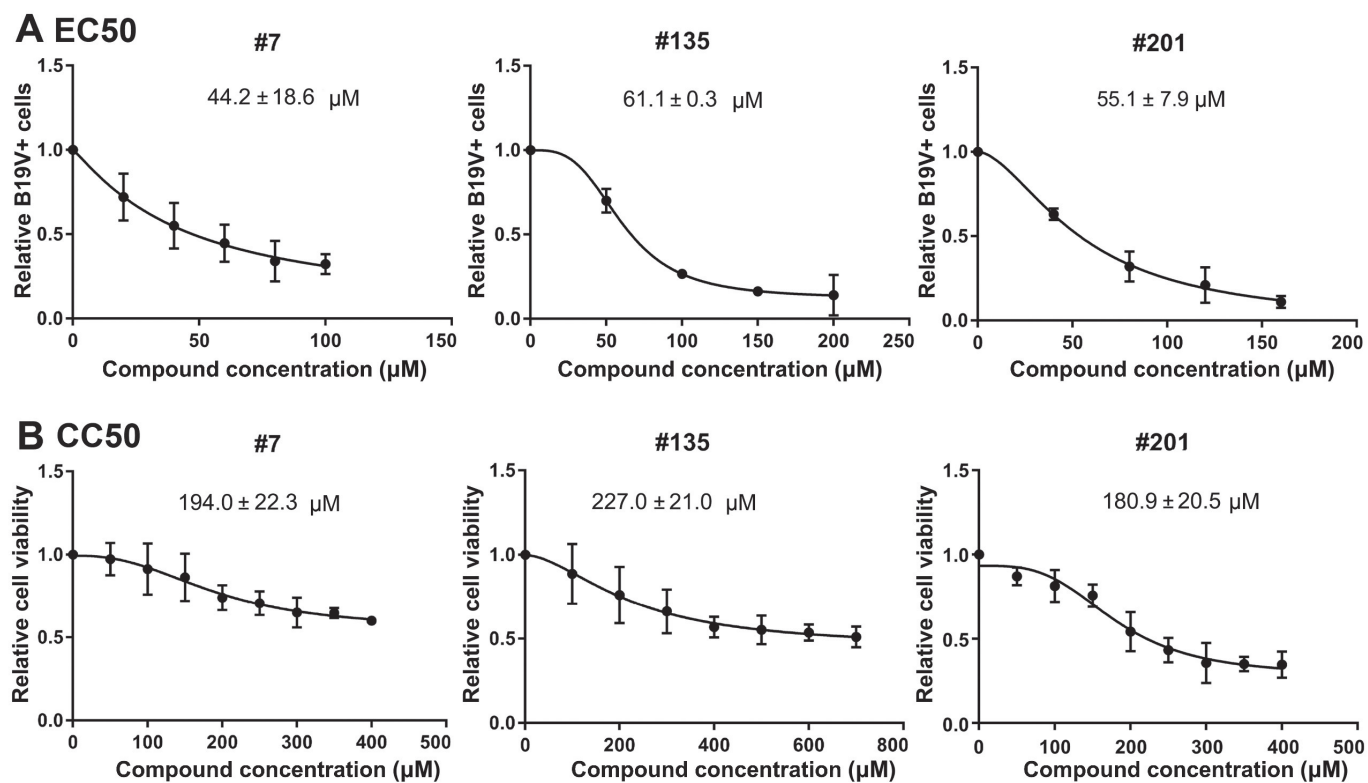 A EC50
#7
44.2 ± 18.6 µM
1.5
1.0
0.5
0.0
Relative B19V+ cells
0 50 100 150
Compound concentration (µM)
#135
61.1 ± 0.3 µM
1.5
1.0
0.5
0.0
Relative B19V+ cells
0 50 100 150 200 250
Compound concentration (µM)
#201
55.1 ± 7.9 µM
1.5
1.0
0.5
0.0
Relative B19V+ cells
0 50 100 150 200
Compound concentration (µM)
B CC50
#7
194.0 ± 22.3 µM
1.5
1.0
0.5
0.0
Relative cell viability
0 100 200 300 400 500
Compound concentration (µM)
#135
227.0 ± 21.0 µM
1.5
1.0
0.5
0.0
Relative cell viability
0 200 400 600 800
Compound concentration (µM)
#201
180.9 ± 20.5 µM
1.5
1.0
0.5
0.0
Relative cell viability
0 100 200 300 400 500
Compound concentration (µM)